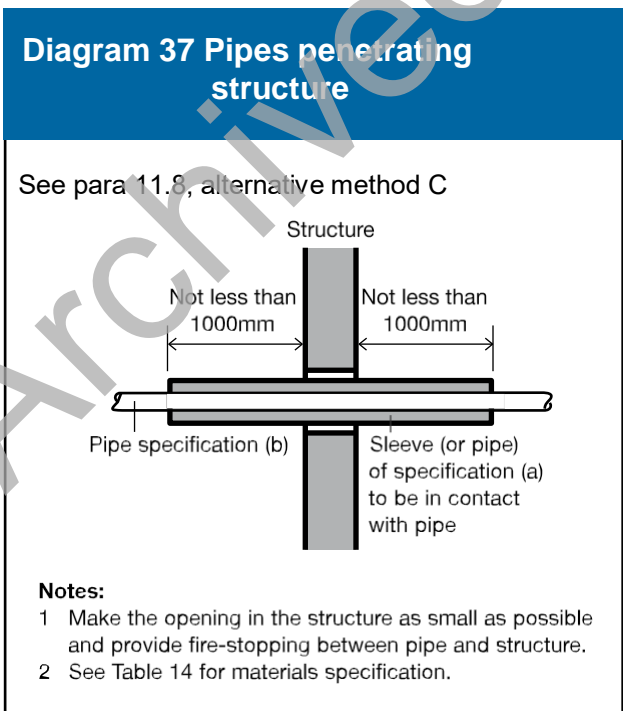 Diagram 37 Pipes penetrating
structure
See para 11.8, alternative method C
Structure
Not less than
1000mm
Not less than
1000mm
Pipe specification (b)
Sleeve (or pipe)
of specification (a)
to be in contact
with pipe
Notes:
1 Make the opening in the structure as small as possible
and provide fire-stopping between pipe and structure.
2 See Table 14 for materials specification.
Archived